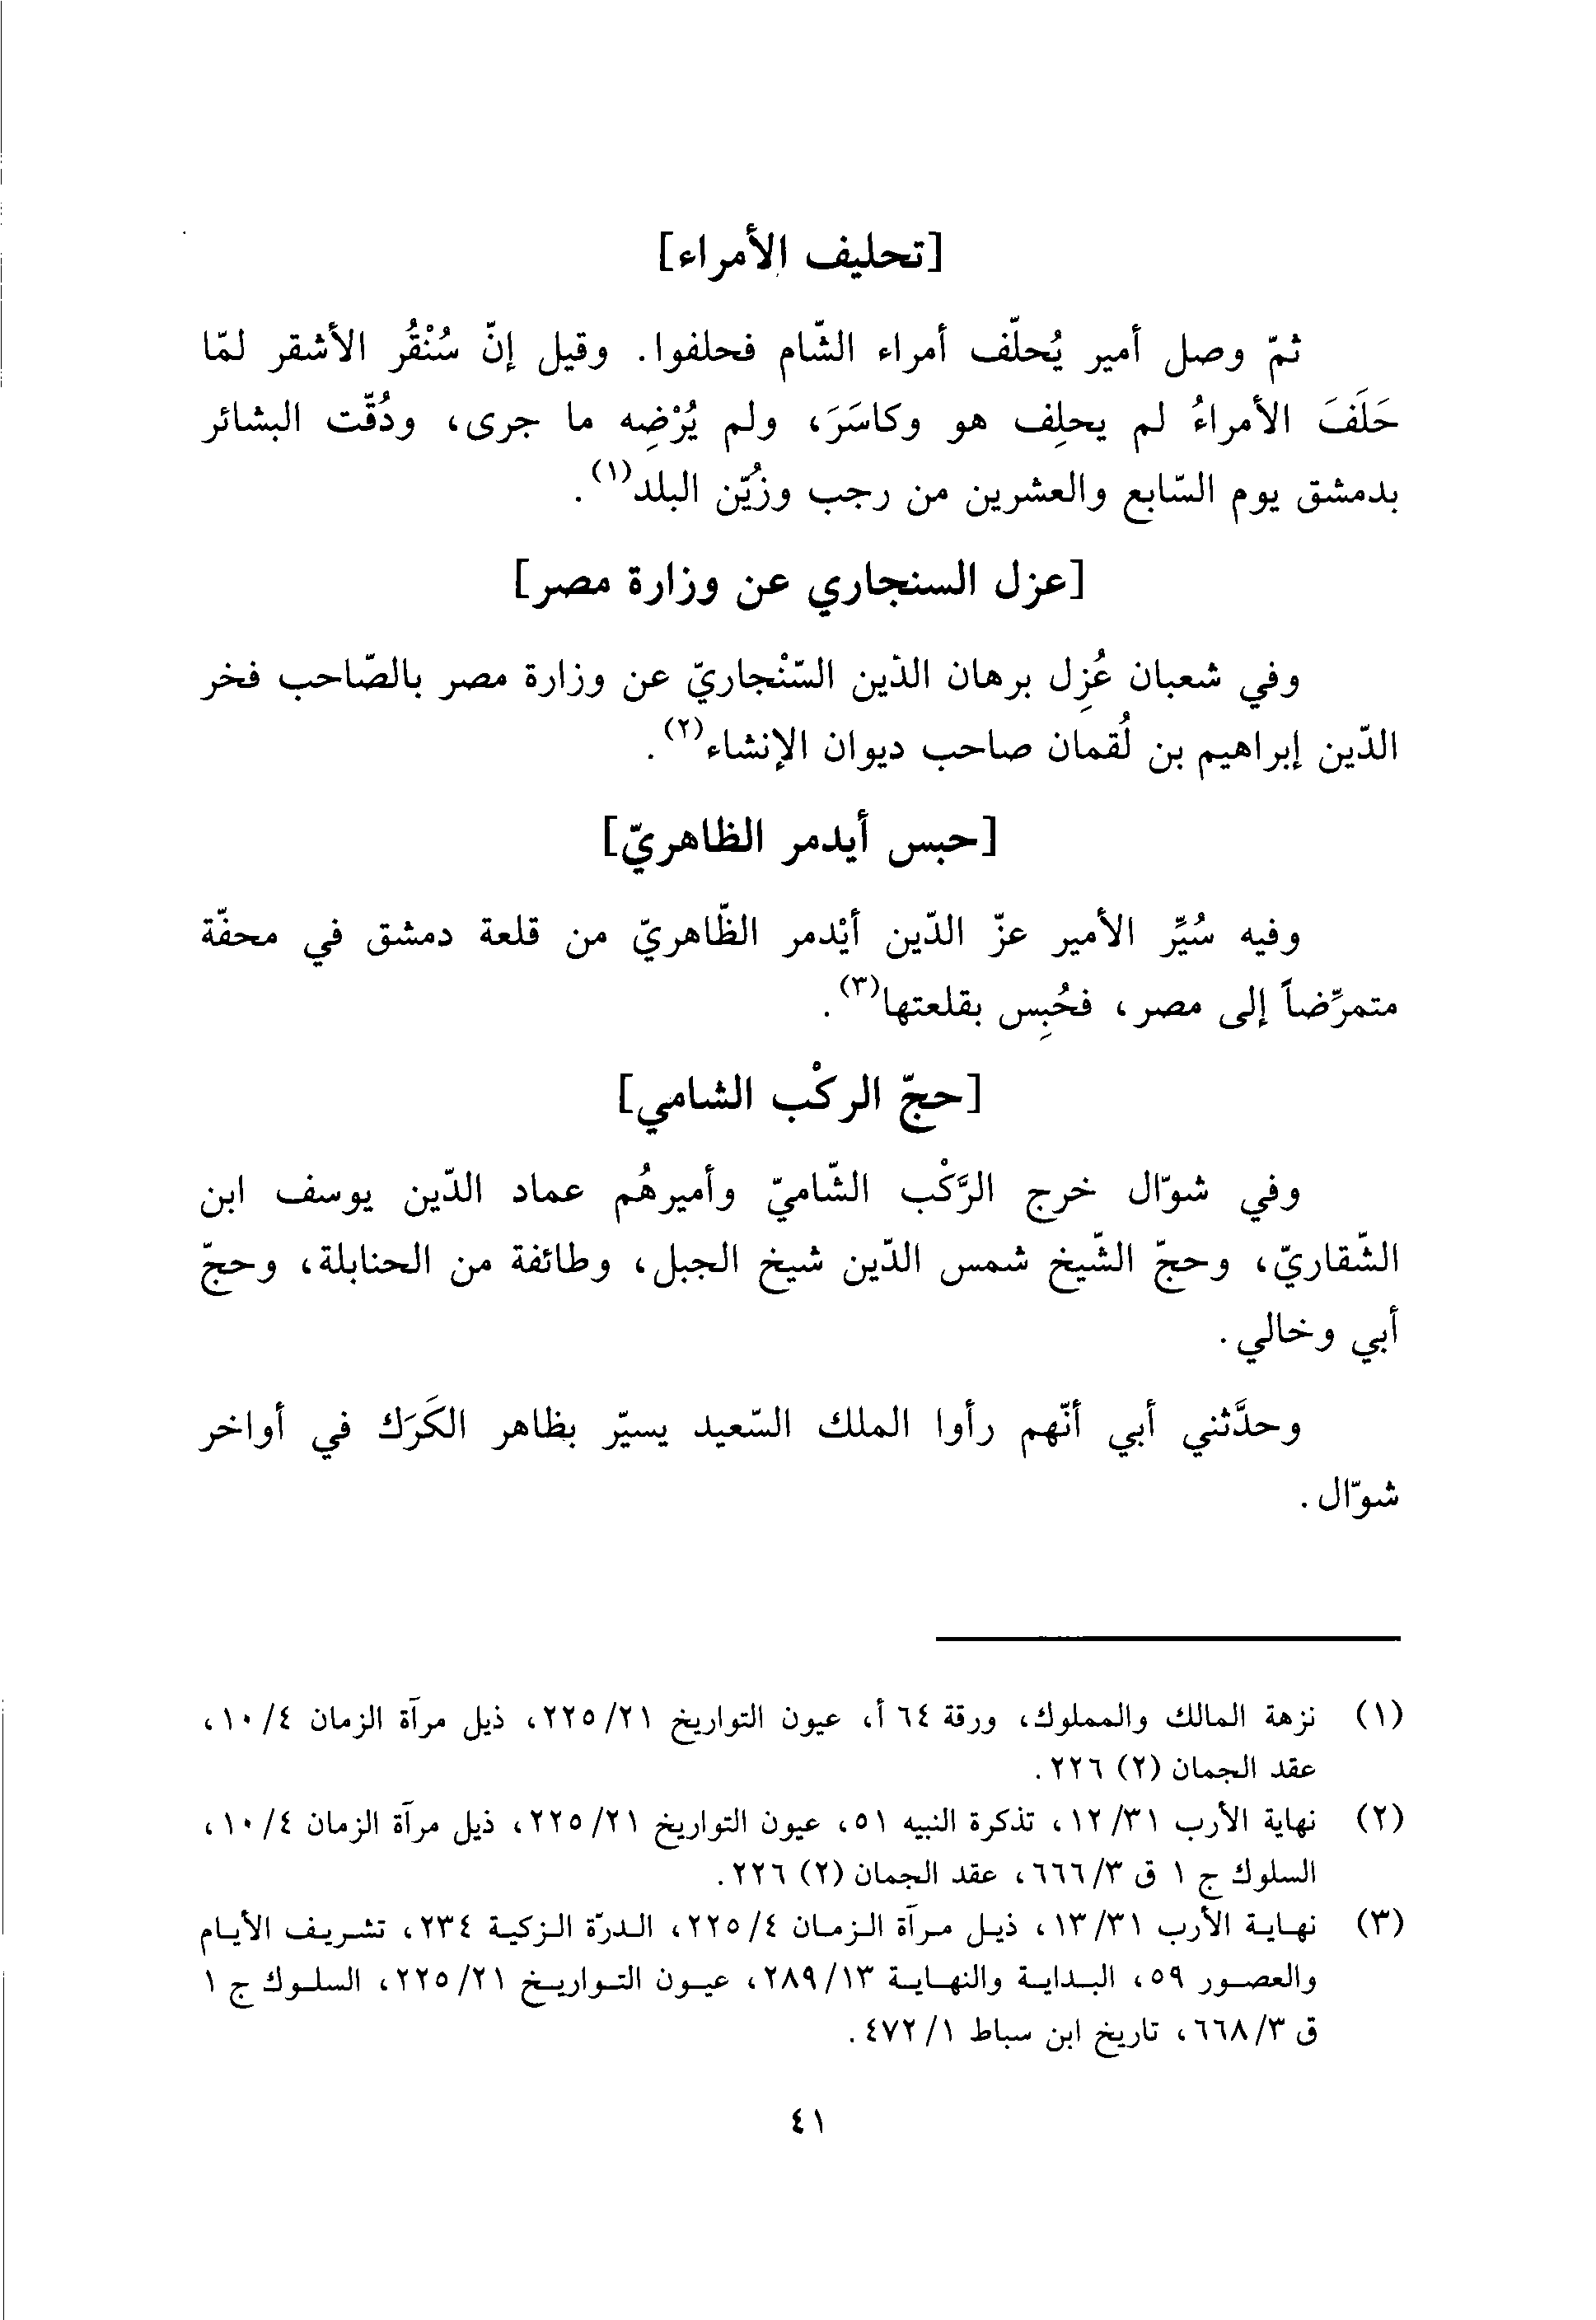 [تحليف الأمراء]
ثمّ وصل أمير يُحلّف أمراء الشّام فحلفوا. وقيل إنّ سُنْقُر الأشقر لمّا
حَلَفَ الأمراءُ لم يحلِف هو وكاسَرَ، ولم يُرْضِه ما جرى، ودُقّت البشائر
بدمشق يوم السّابع والعشرين من رجب وزُيّن البلد(١).
[عزل السنجاري عن وزارة مصر]
وفي شعبان عُزِل برهان الدّين السّنْجاريّ عن وزارة مصر بالصّاحب فخر
الدّين إبراهيم بن لُقمان صاحب ديوان الإنشاء(٢).
[حبس أيدمر الظاهريّ]
وفيه سُيِّر الأمير عزّ الدّين أيْدمر الظّاهريّ من قلعة دمشق في محفّة
متمرِّضاً إلى مصر، فحُبِس بقلعتها(٣).
[حجّ الركْب الشامي]
وفي شوّال خرج الرَّكْب الشّاميّ وأميرهُم عماد الدّين يوسف ابن
الشّقاريّ، وحجّ الشّيخ شمس الدّين شيخ الجبل، وطائفة من الحنابلة، وحجّ
أبي وخالي.
وحدَّثني أبي أنّهم رأوا الملك السّعيد يسيّر بظاهر الكَرَك في أواخر
شوّال.
(١) نزهة المالك والمملوك، ورقة ٦٤ أ، عيون التواريخ ٢١/ ٢٢٥، ذيل مرآة الزمان ٤/ ١٠،
عقد الجمان (٢) ٢٢٦.
(٢) نهاية الأرب ٣١/ ١٢، تذكرة النبيه ٥١، عيون التواريخ ٢١/ ٢٢٥، ذيل مرآة الزمان ٤/ ١٠،
السلوك ج ١ ق ٣/ ٦٦٦، عقد الجمان (٢) ٢٢٦.
(٣) نهاية الأرب ٣١/ ١٣، ذيل مرآة الزمان ٤/ ٢٢٥، الدرّة الزكية ٢٣٤، تشريف الأيام
والعصور ٥٩، البداية والنهاية ١٣/ ٢٨٩، عيون التواريخ ٢١/ ٢٢٥، السلوك ج ١
ق ٣/ ٦٦٨، تاريخ ابن سباط ١/ ٤٧٢.
٤١